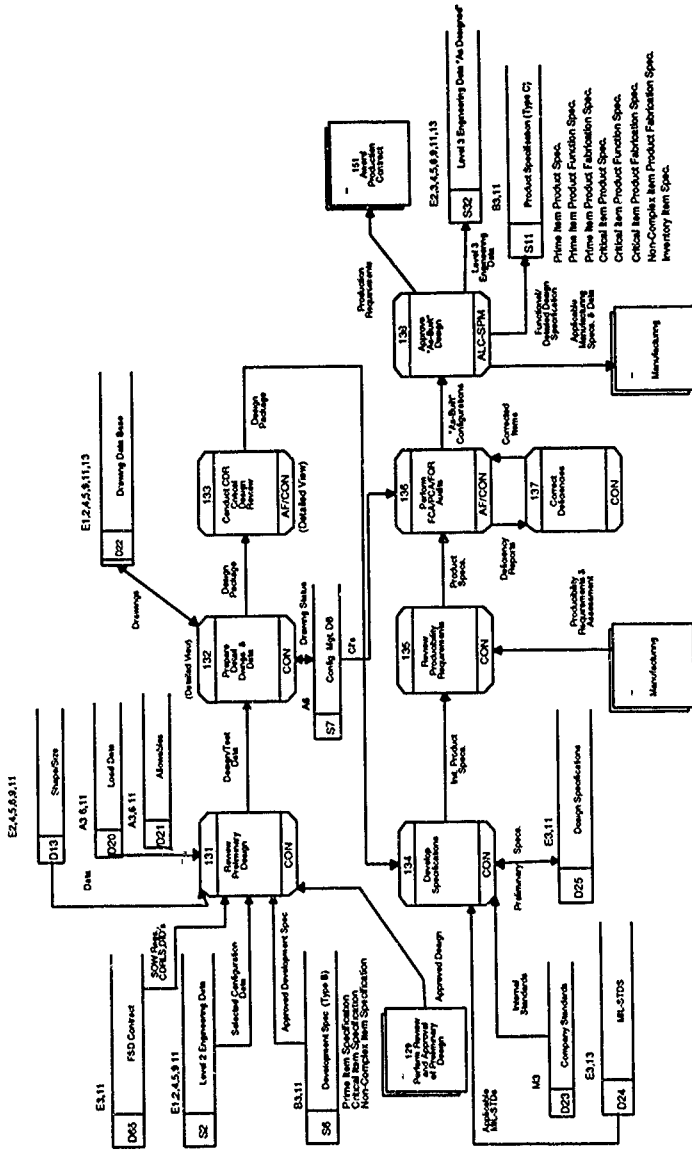 E3,11
D65
FSD Contract
SOW Reqs.
CDRLS, DID's
E1,2,4,5,9 11
S2
Level 2 Engineering Data
Selected Configuration
Data
B3,11
S6
Development Spec (Type B)
Approved Development Spec
Prime Item Specification
Critical Item Specification
Non-Complex Item Specification
E2,4,5,6,9,11
D13
Shape/Size
Data
A3 6,11
D20
Load Data
A3,6 11
D21
Allowables
131
Review
Preliminary
Design
CON
Design/Test
Data
(Detailed View)
132
Prepare
Detail
Dwngs &
Data
CON
E1,2,4,5,9,11,13
D22
Drawing Data Base
Drawings
Design
Package
133
Conduct CDR
Critical
Design
Review
AF/CON
(Detailed View)
Design
Package
Drawing Status
A6
S7
Config Mgt. DB
CI's
129
Perform Review
and Approval
of Preliminary
Design
Approved Design
Applicable
MIL-STDs
M3
D23
Company Standards
Internal
Standards
E3,13
D24
MIL-STDS
E3,11
D25
Design Specifications
Preliminary Specs.
134
Develop
Specifications
CON
Init. Product
Specs.
135
Review
Producibility
Requirements
CON
Manufacturing
Producibility
Requirements &
Assessment
Product
Specs.
136
Perform
FCA/PCA/FQR
Audits
AF/CON
Deficiency
Reports
Corrected
Items
137
Correct
Deficiencies
CON
"As-Built"
Configurations
138
Approve
"As-Built"
Design
ALC-SPM
Production
Requirements
151
Award
Production
Contract
E2,3,4,5,6,9,11,13
S32
Level 3 Engineering Data "As Designed"
Level 3
Engineering
Data
B3,11
S11
Product Specification (Type C)
Functional/
Detailed Design
Specification
Applicable
Manufacturing
Specs. & Data
Manufacturing
Prime Item Product Spec.
Prime Item Product Function Spec.
Prime Item Product Fabrication Spec.
Critical Item Product Spec.
Critical Item Product Function Spec.
Critical Item Product Fabrication Spec.
Non-Complex Item Product Fabrication Spec.
Inventory Item Spec.